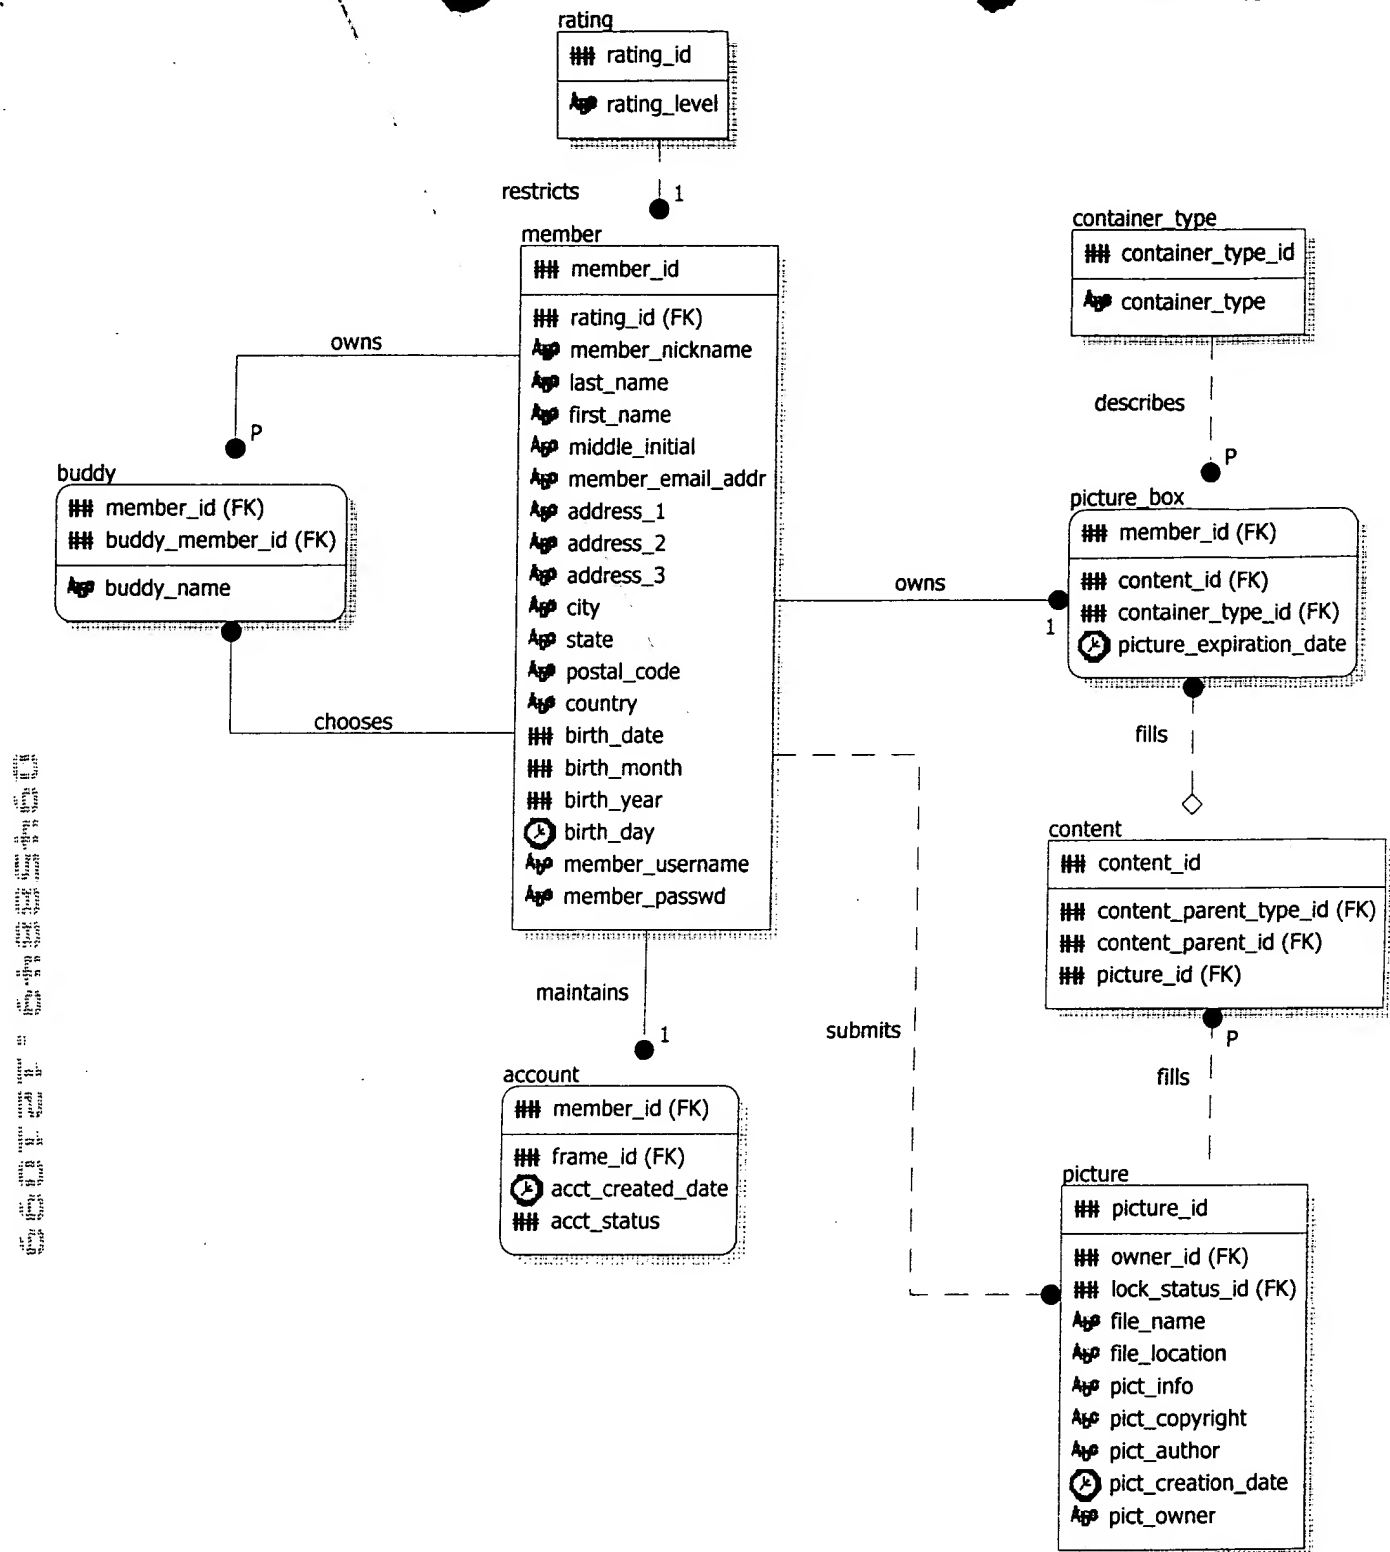 rating
rating_id
rating_level
restricts
1
member
member_id
rating_id (FK)
member_nickname
last_name
first_name
middle_initial
member_email_addr
address_1
address_2
address_3
city
state
postal_code
country
birth_date
birth_month
birth_year
birth_day
member_username
member_passwd
owns
P
buddy
member_id (FK)
buddy_member_id (FK)
buddy_name
chooses
maintains
1
account
member_id (FK)
frame_id (FK)
acct_created_date
acct_status
container_type
container_type_id
container_type
describes
P
picture_box
member_id (FK)
content_id (FK)
container_type_id (FK)
picture_expiration_date
owns
1
fills
content
content_id
content_parent_type_id (FK)
content_parent_id (FK)
picture_id (FK)
P
fills
submits
picture
picture_id
owner_id (FK)
lock_status_id (FK)
file_name
file_location
pict_info
pict_copyright
pict_author
pict_creation_date
pict_owner